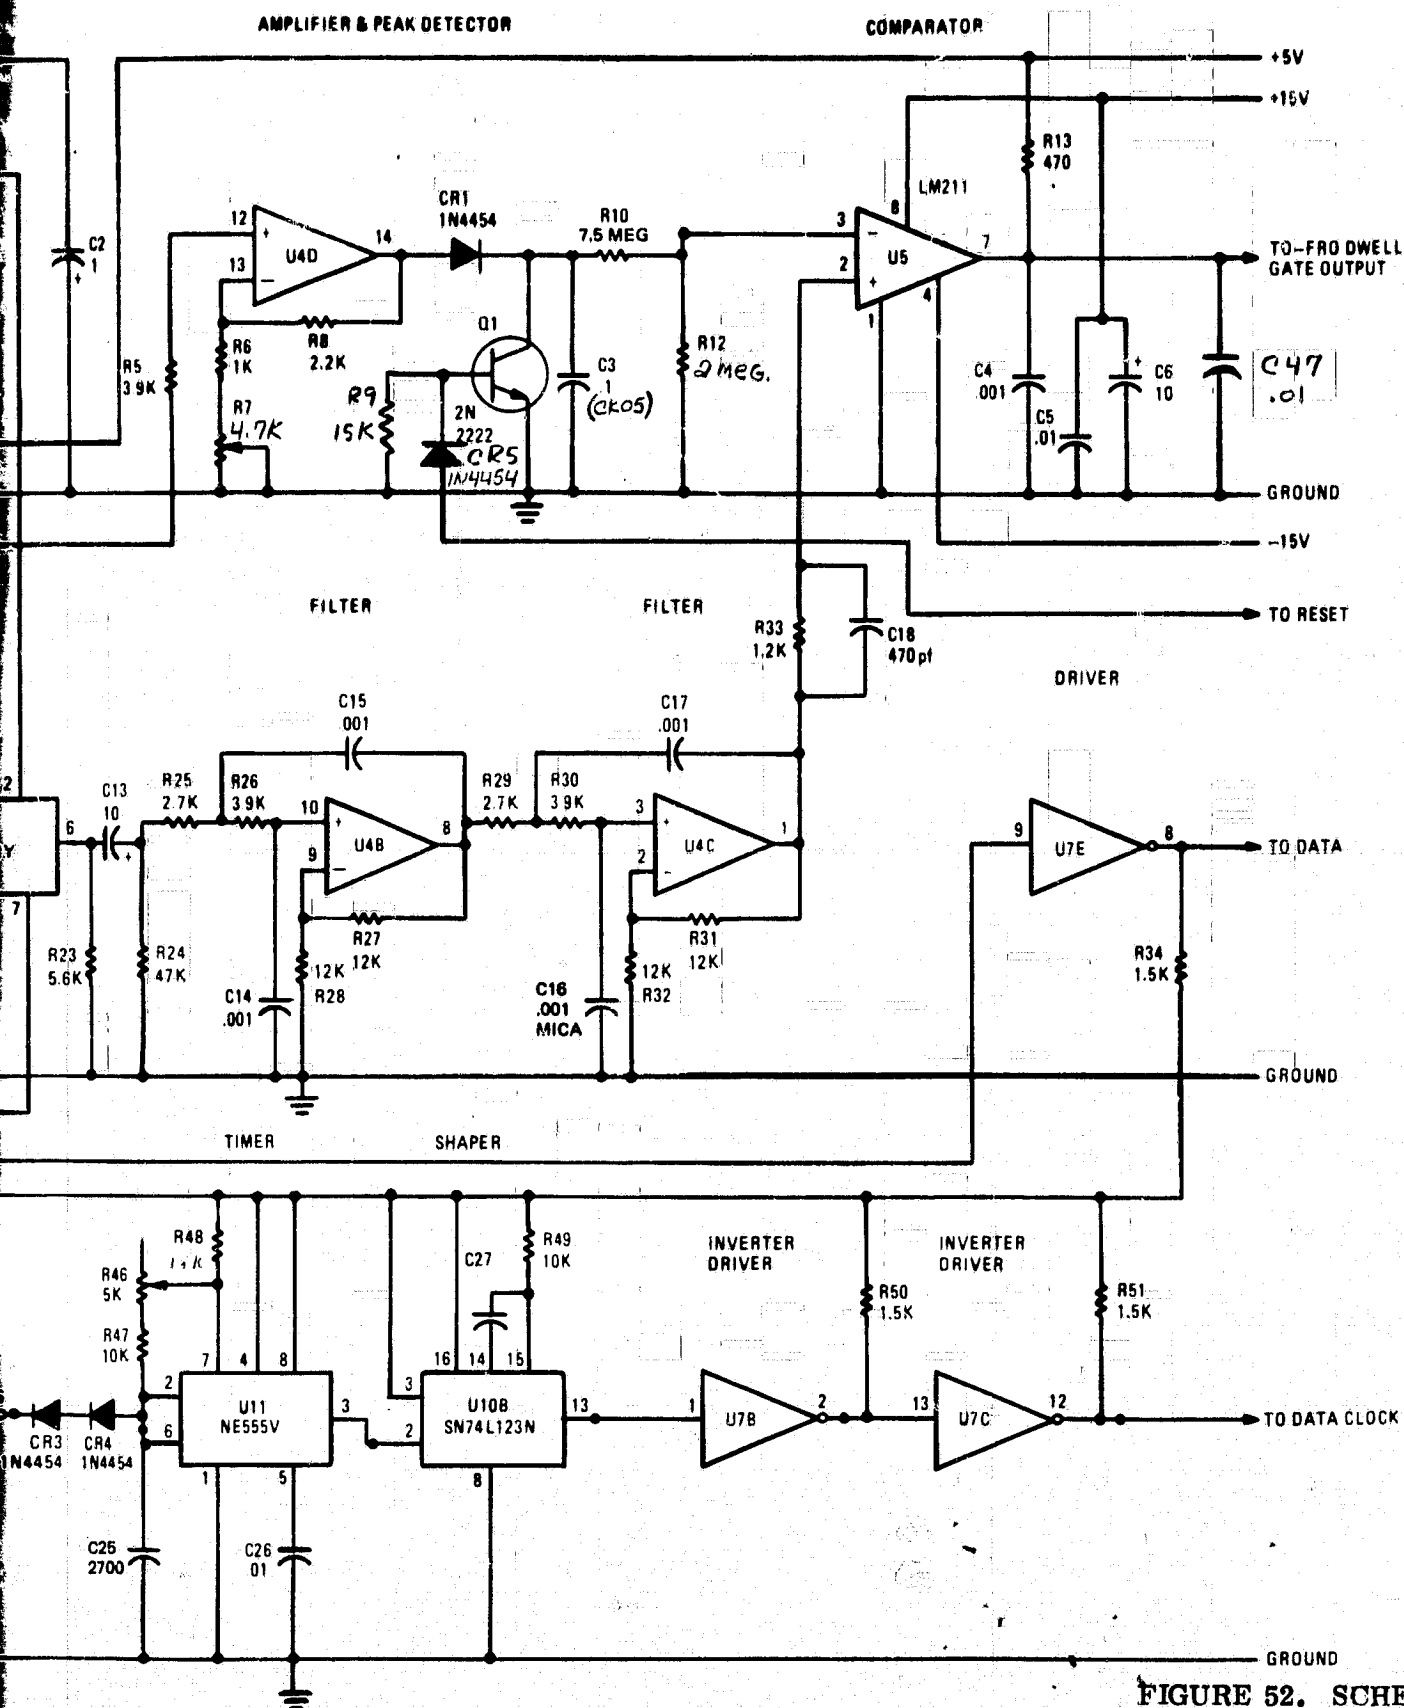 AMPLIFIER & PEAK DETECTOR
COMPARATOR
+5V
+15V
R13
470
LM211
CR1
1N4454
R10
7.5 MEG
12
+
13
−
14
U4D
3
−
2
+
6
7
U5
4
1
TO-FRO DWELL
GATE OUTPUT
C2
1
+
R5
3.9K
R6
1K
R8
2.2K
Q1
R7
4.7K
R9
15K
2N
2222
CR5
1N4454
C3
.1
(CK05)
R12
2 MEG.
C4
.001
C5
.01
+
C6
10
C47
.01
GROUND
−15V
FILTER
FILTER
R33
1.2K
C18
470pf
TO RESET
DRIVER
C15
.001
C17
.001
2
C13
10
+
R25
2.7K
R26
3.9K
R29
2.7K
R30
3.9K
6
Y
7
10
+
9
−
U4B
8
3
+
2
−
U4C
1
9
U7E
8
TO DATA
R27
12K
R31
12K
R23
5.6K
R24
47K
12K
R28
C14
.001
C16
.001
MICA
12K
R32
R34
1.5K
GROUND
TIMER
SHAPER
R48
R46
5K
R47
10K
C27
R49
10K
INVERTER
DRIVER
INVERTER
DRIVER
R50
1.5K
R51
1.5K
7
4
8
16
14
15
2
6
U11
NE555V
3
3
2
U10B
SN74L123N
13
1
U7B
2
13
U7C
12
TO DATA CLOCK
CR3
1N4454
CR4
1N4454
1
5
8
C25
2700
C26
.01
GROUND
FIGURE 52. SCHE